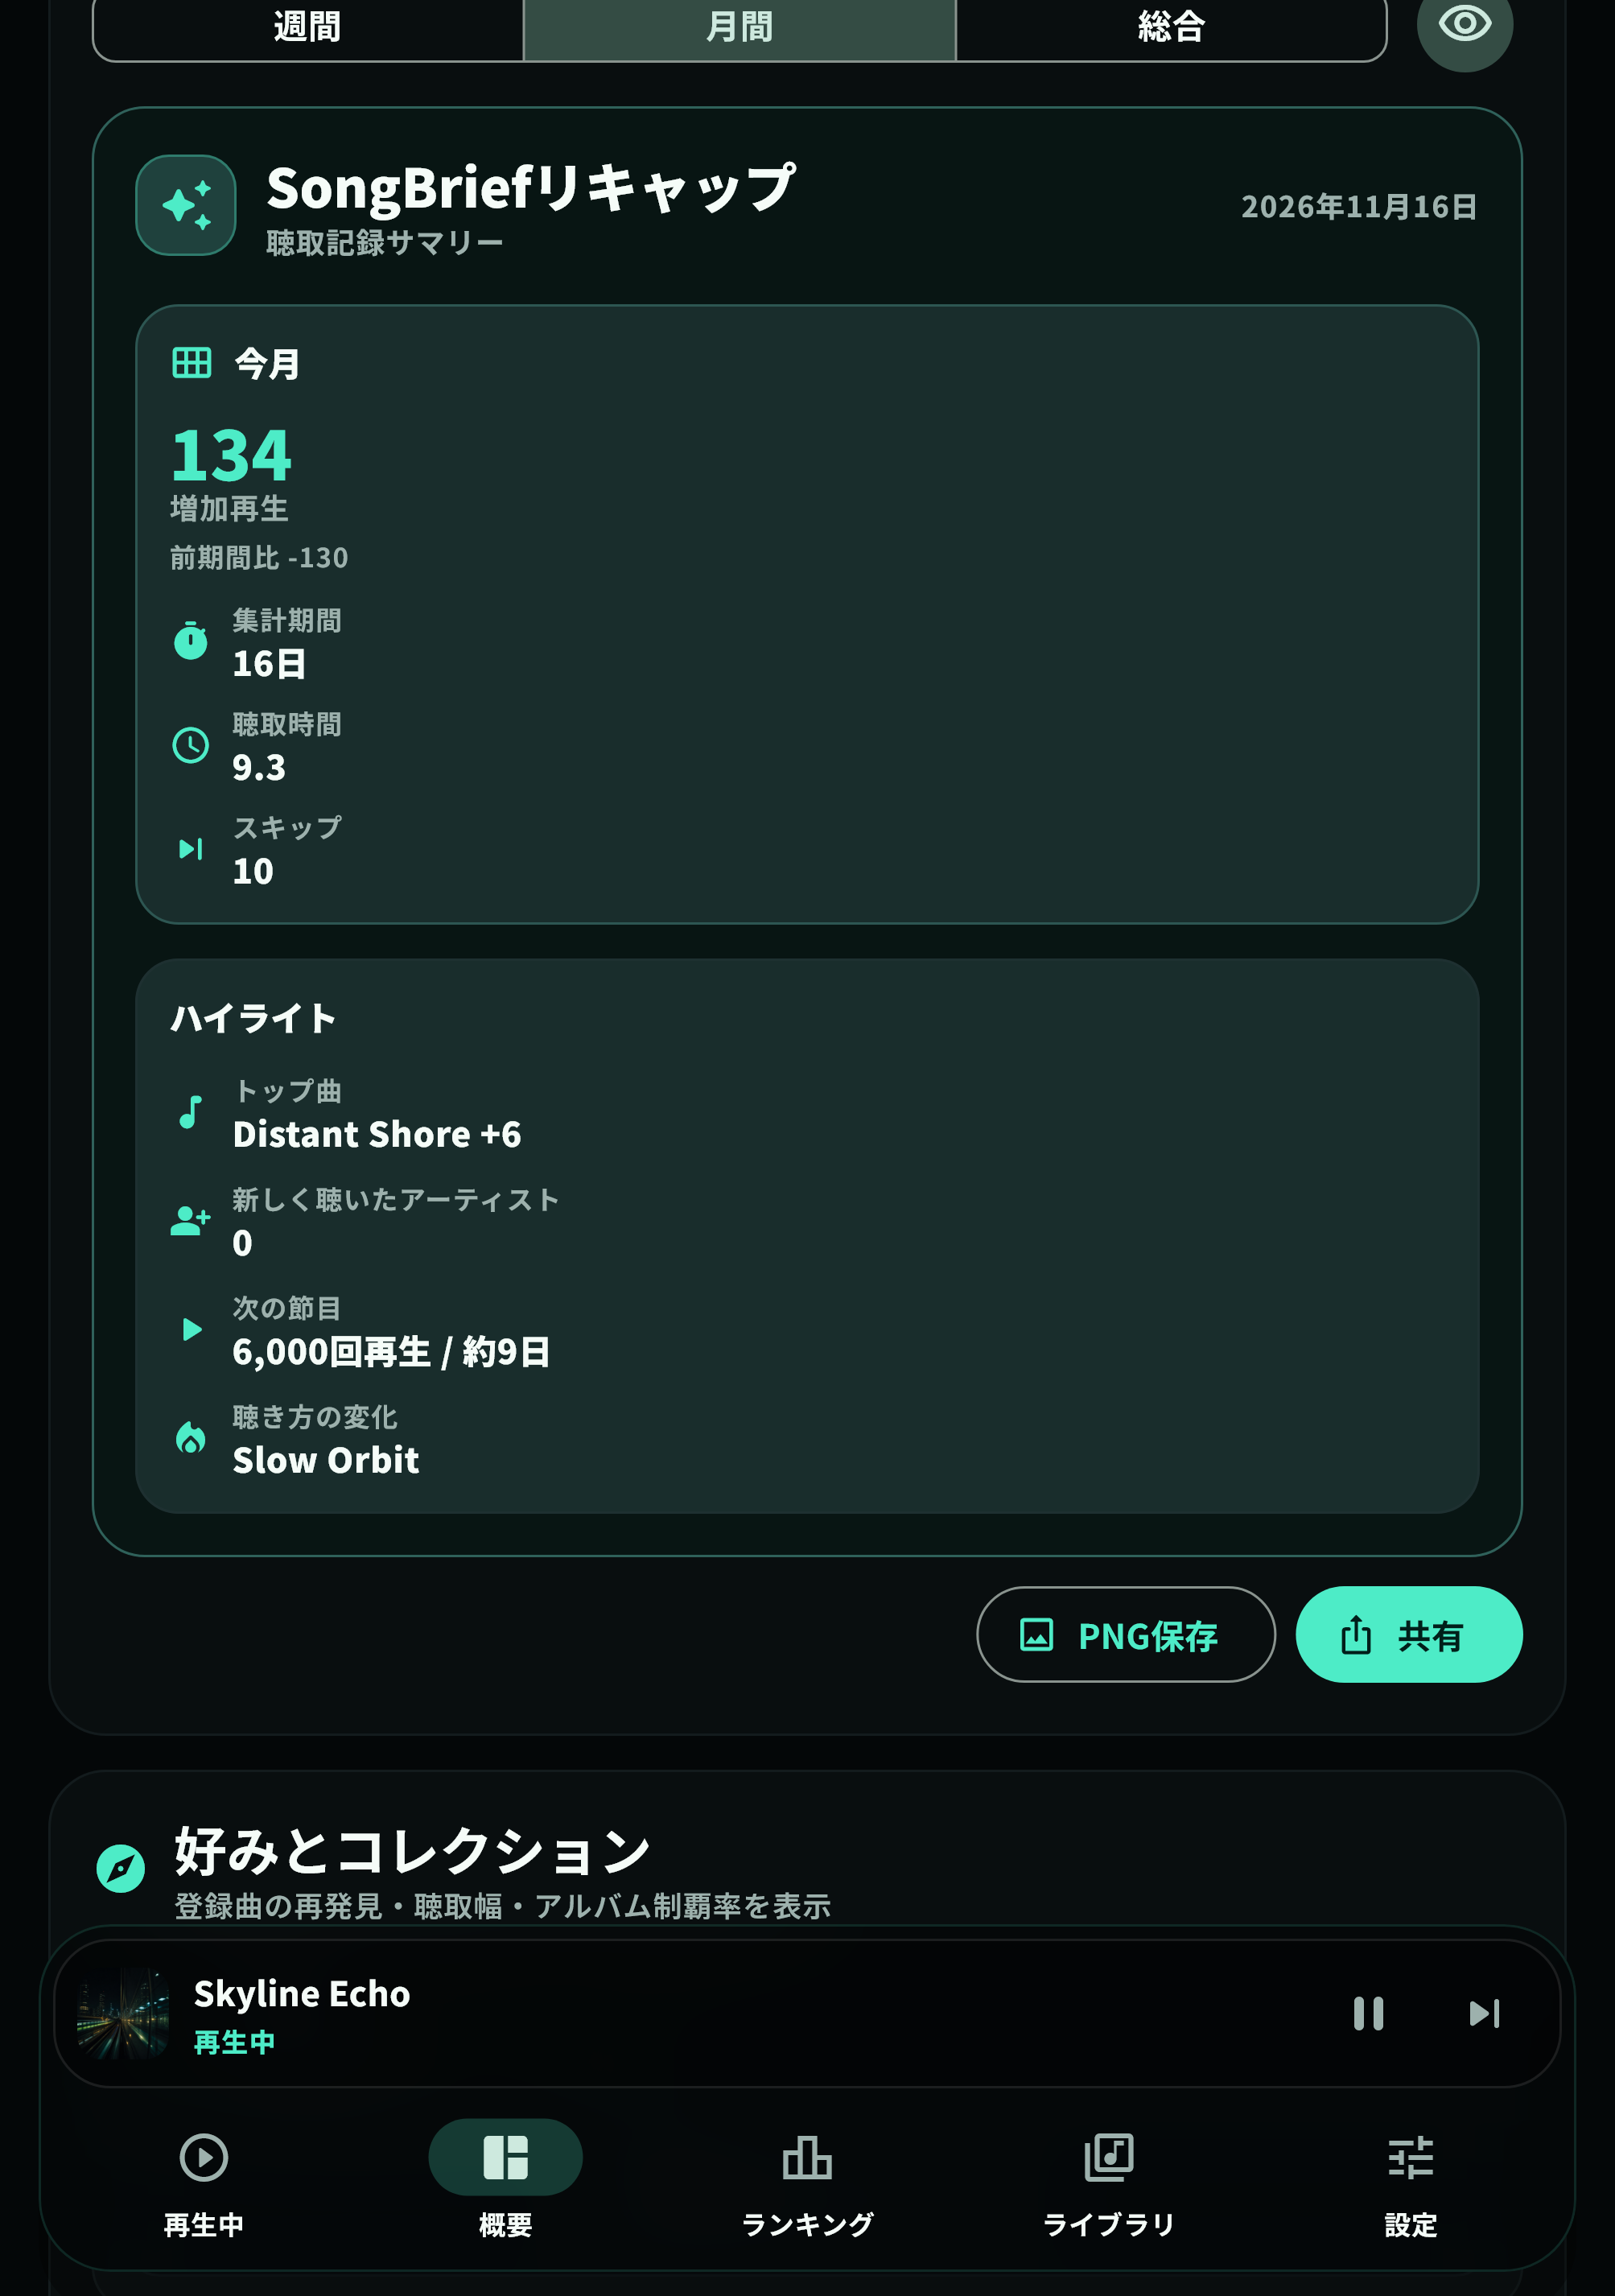 週間
月間
総合
SongBriefリキャップ
聴取記録サマリー
2026年11月16日
今月
134
増加再生
前期間比 -130
集計期間
16日
聴取時間
9.3
スキップ
10
ハイライト
トップ曲
Distant Shore +6
新しく聴いたアーティスト
0
次の節目
6,000回再生 / 約9日
聴き方の変化
Slow Orbit
PNG保存
共有
好みとコレクション
登録曲の再発見・聴取幅・アルバム制覇率を表示
Skyline Echo
再生中
再生中
概要
ランキング
ライブラリ
設定